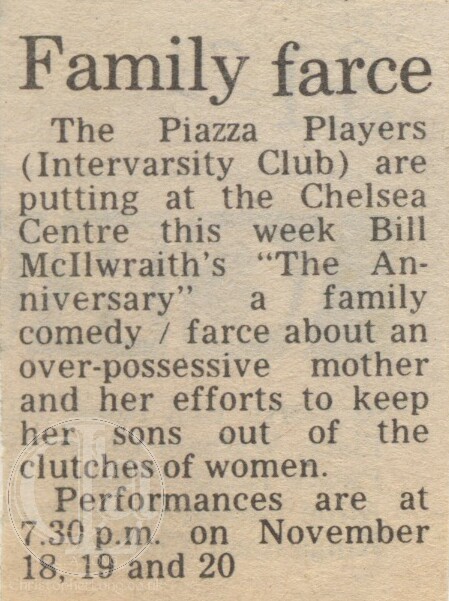 Family farce
The Piazza Players
(Intervarsity Club) are
putting at the Chelsea
Centre this week Bill
McIlwraith's "The An-
niversary" a family
comedy / farce about an
over-possessive mother
and her efforts to keep
her sons out of the
clutches of women.
Performances are at
7.30 p.m. on November
18, 19 and 20